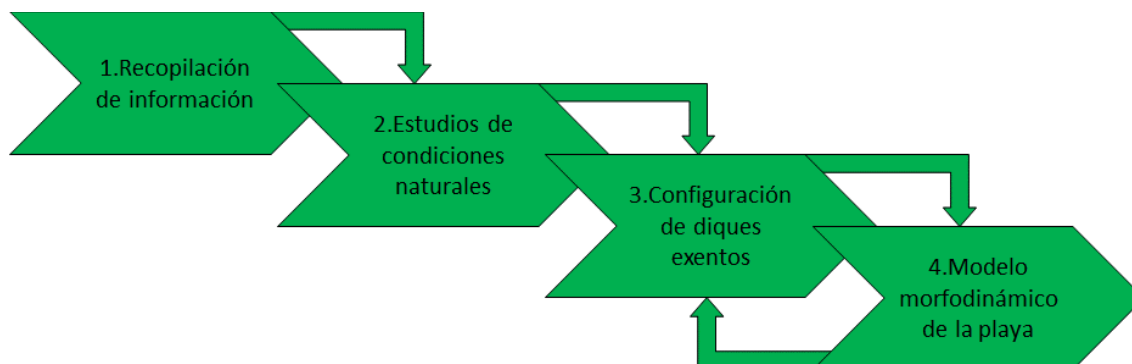 1.Recopilación
de información
2.Estudios de
condiciones
naturales
3.Configuración
de diques
exentos
4.Modelo
morfodinámico
de la playa